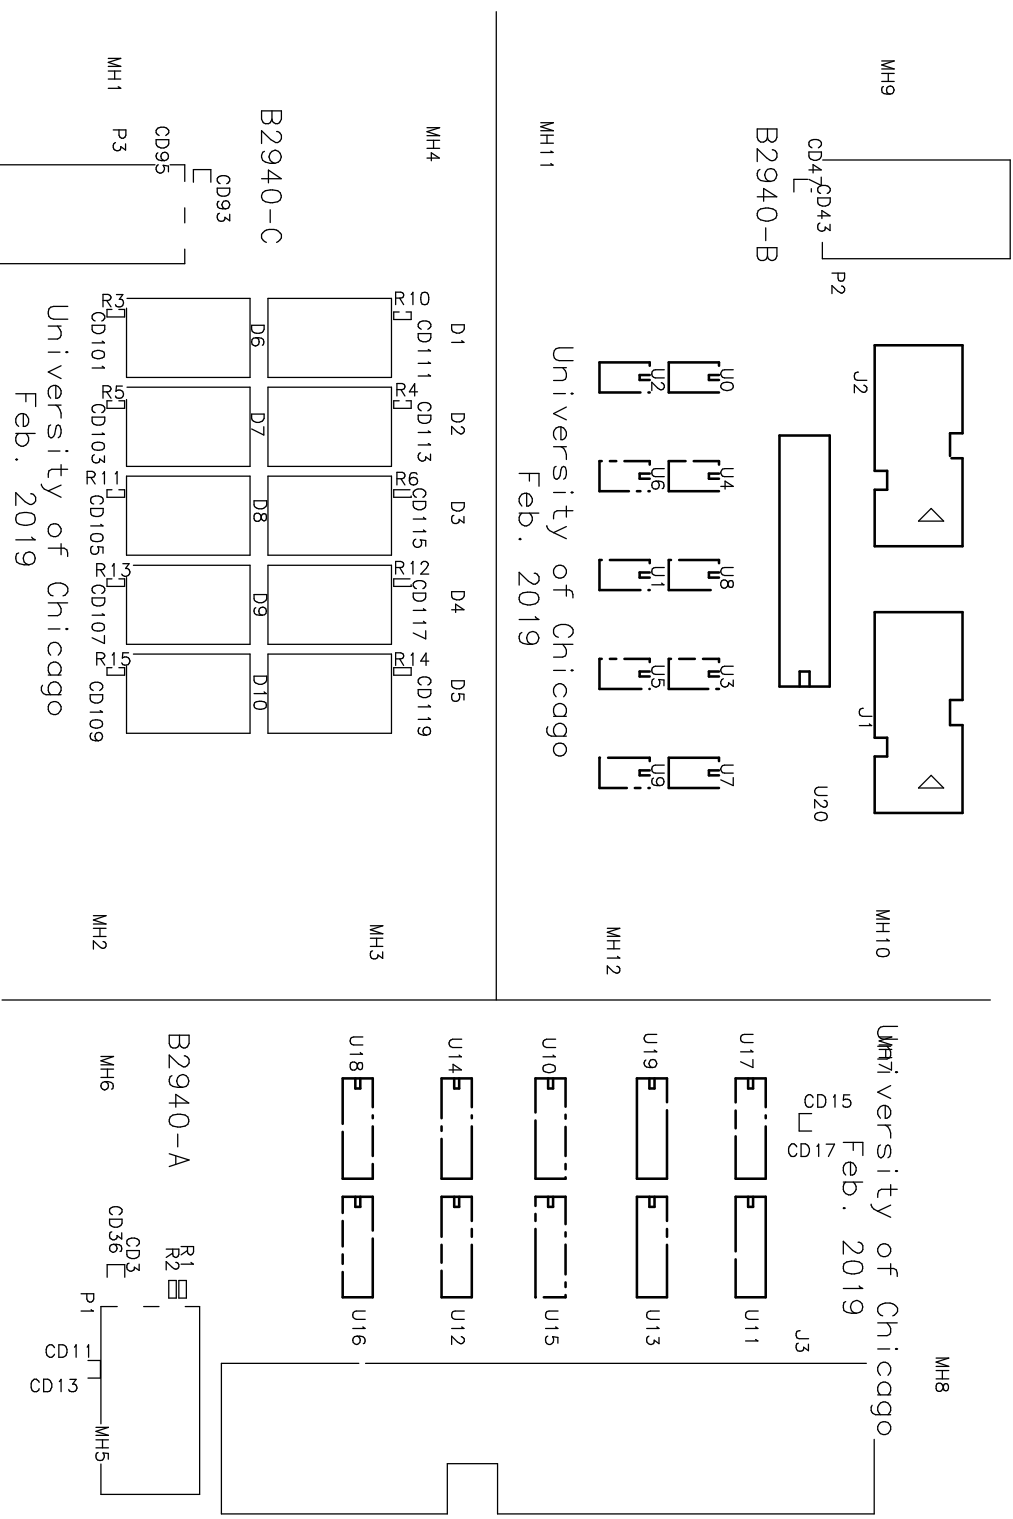 MH9
MH1
MH4
MH11
P3
CD95
B2940-C
B2940-B
CD47
CD43
CD93
P2
R3
CD101
D6
R10
CD111
D1
University of Chicago
Feb. 2019
U2
U0
J2
R5
CD103
D7
R4
CD113
D2
University of Chicago
Feb. 2019
U6
U4
R11
CD105
D8
R6
CD115
D3
U1
U8
R13
CD107
D9
R12
CD117
D4
U5
U3
R15
CD109
D10
R14
CD119
D5
J1
U9
U7
U20
MH2
MH3
MH12
MH10
MH6
B2940-A
U18
U14
U10
U19
U17
MH7
University of Chicago
Feb. 2019
CD15
CD17
CD36
CD3
R1
R2
P1
U16
U12
U15
U13
U11
J3
CD11
CD13
MH8
MH5